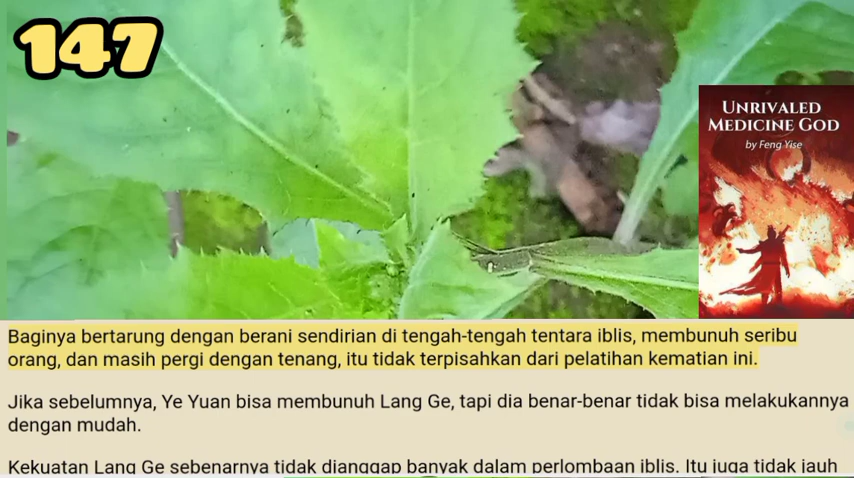 147
UNRIVALED
MEDICINE GOD
by Feng Yise
Baginya bertarung dengan berani sendirian di tengah-tengah tentara iblis, membunuh seribu
orang, dan masih pergi dengan tenang, itu tidak terpisahkan dari pelatihan kematian ini.
Jika sebelumnya, Ye Yuan bisa membunuh Lang Ge, tapi dia benar-benar tidak bisa melakukannya
dengan mudah.
Kekuatan Lang Ge sebenarnya tidak dianggap banyak dalam perlombaan iblis. Itu juga tidak jauh